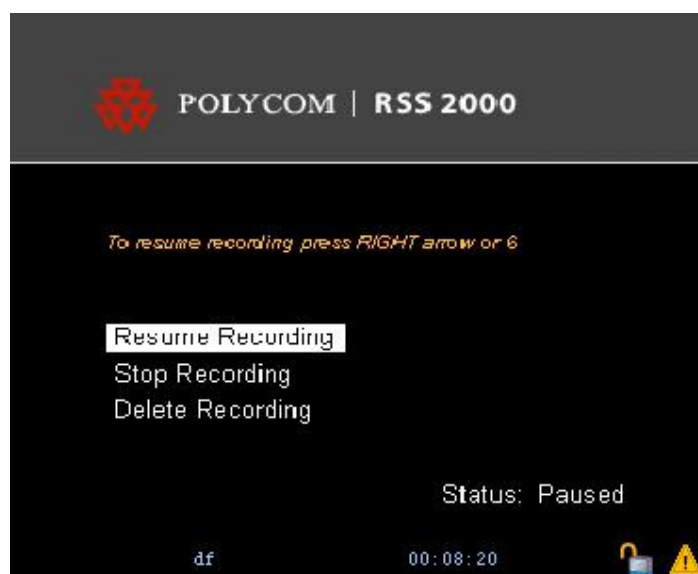 POLYCOM | RSS 2000
To resume recording press RIGHT arrow or 6
Resume Recording
Stop Recording
Delete Recording
Status: Paused
df 00:08:20